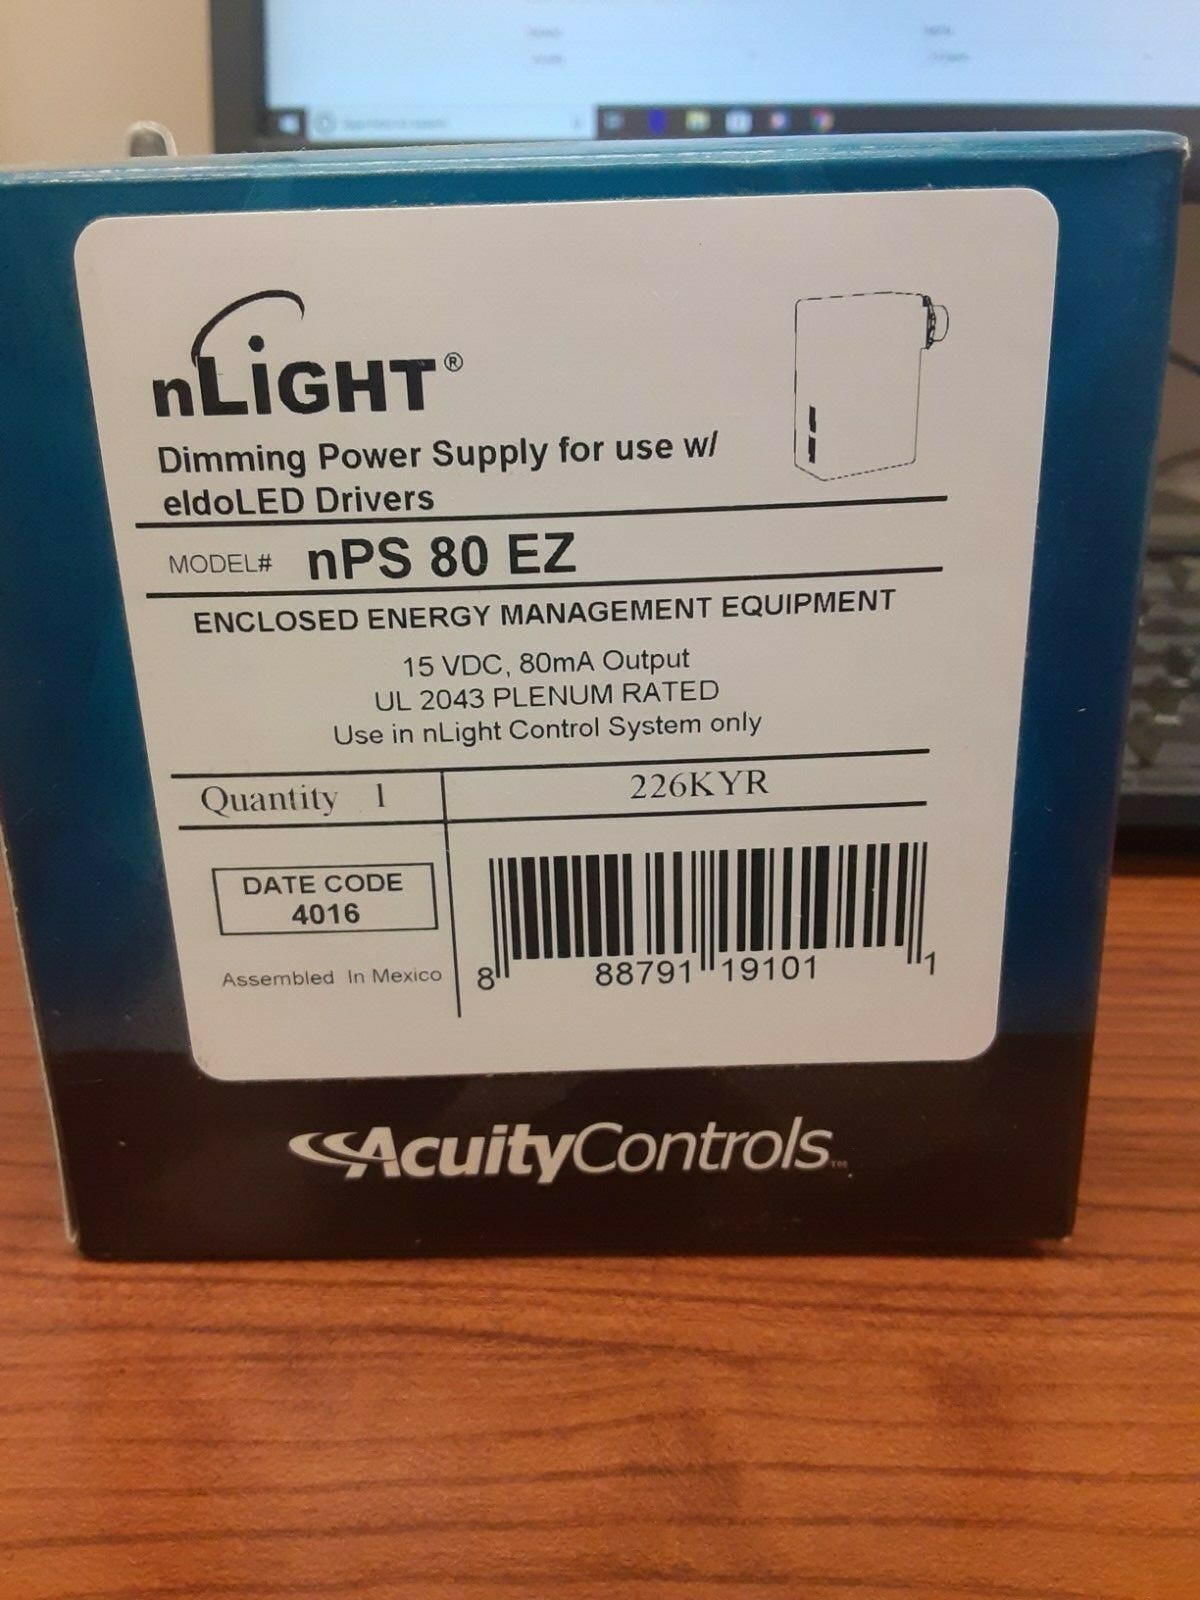 nLiGHT®
Dimming Power Supply for use w/
eldoLED Drivers
MODEL# nPS 80 EZ
ENCLOSED ENERGY MANAGEMENT EQUIPMENT
15 VDC, 80mA Output
UL 2043 PLENUM RATED
Use in nLight Control System only
Quantity 1
226KYR
DATE CODE
4016
Assembled In Mexico
8 88791 19101 1
AcuityControls™